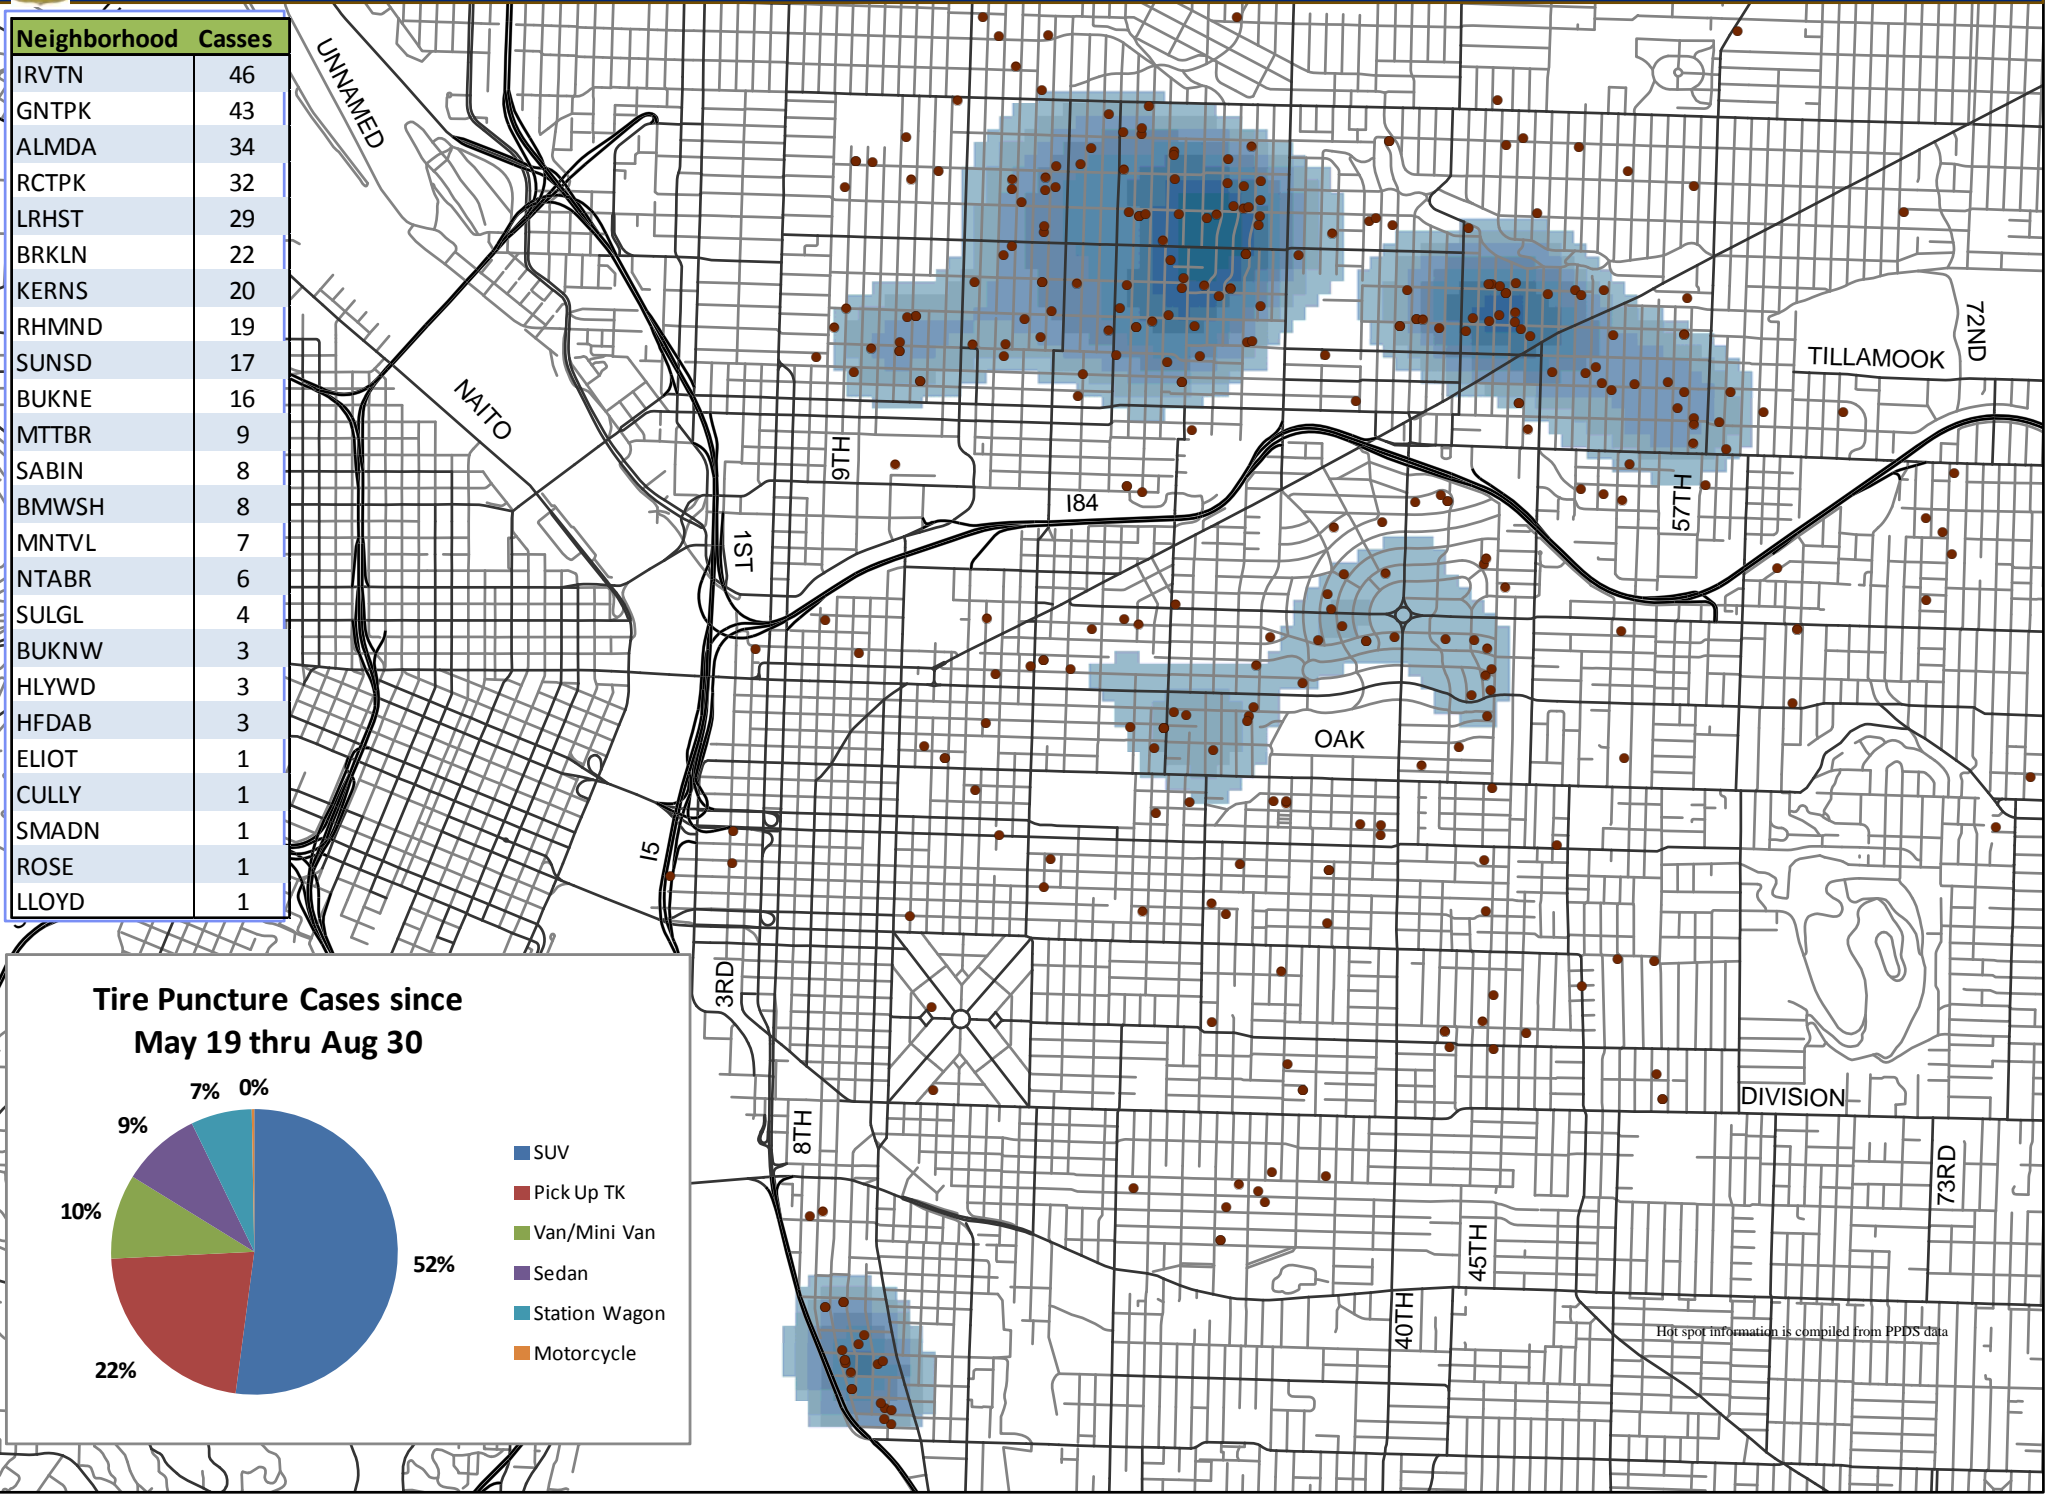 Neighborhood Casses
IRVTN 46
GNTPK 43
ALMDA 34
RCTPK 32
LRHST 29
BRKLN 22
KERNS 20
RHMND 19
SUNSD 17
BUKNE 16
MTTBR 9
SABIN 8
BMWSH 8
MNTVL 7
NTABR 6
SULGL 4
BUKNW 3
HLYWD 3
HFDAB 3
ELIOT 1
CULLY 1
SMADN 1
ROSE 1
LLOYD 1
UNNAMED
NAITO
9TH
1ST
I84
57TH
72ND
TILLAMOOK
OAK
I5
3RD
8TH
DIVISION
73RD
45TH
40TH
Hot spot information is compiled from PPDS data
Tire Puncture Cases since
May 19 thru Aug 30
7% 0%
9%
10%
52%
22%
SUV
Pick Up TK
Van/Mini Van
Sedan
Station Wagon
Motorcycle